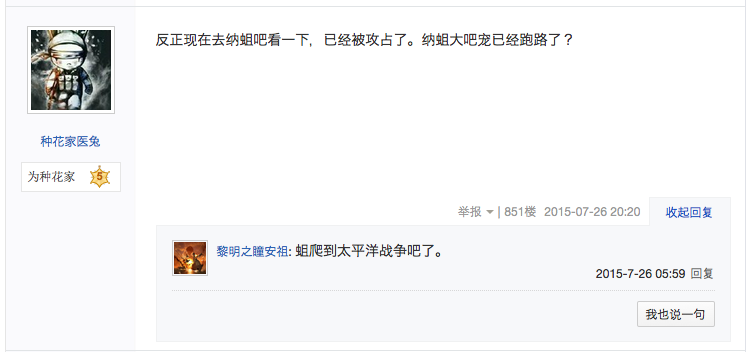 反正现在去纳蛆吧看一下，已经被攻占了。纳蛆大吧宠已经跑路了？
种花家医兔
为种花家 5
举报 | 851楼 2015-07-26 20:20 收起回复
黎明之瞳安祖: 蛆爬到太平洋战争吧了。
2015-7-26 05:59 回复
我也说一句